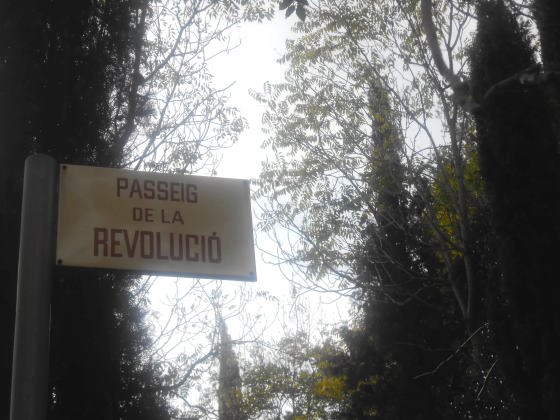 PASSEIG
DE LA
REVOLUCIÓ